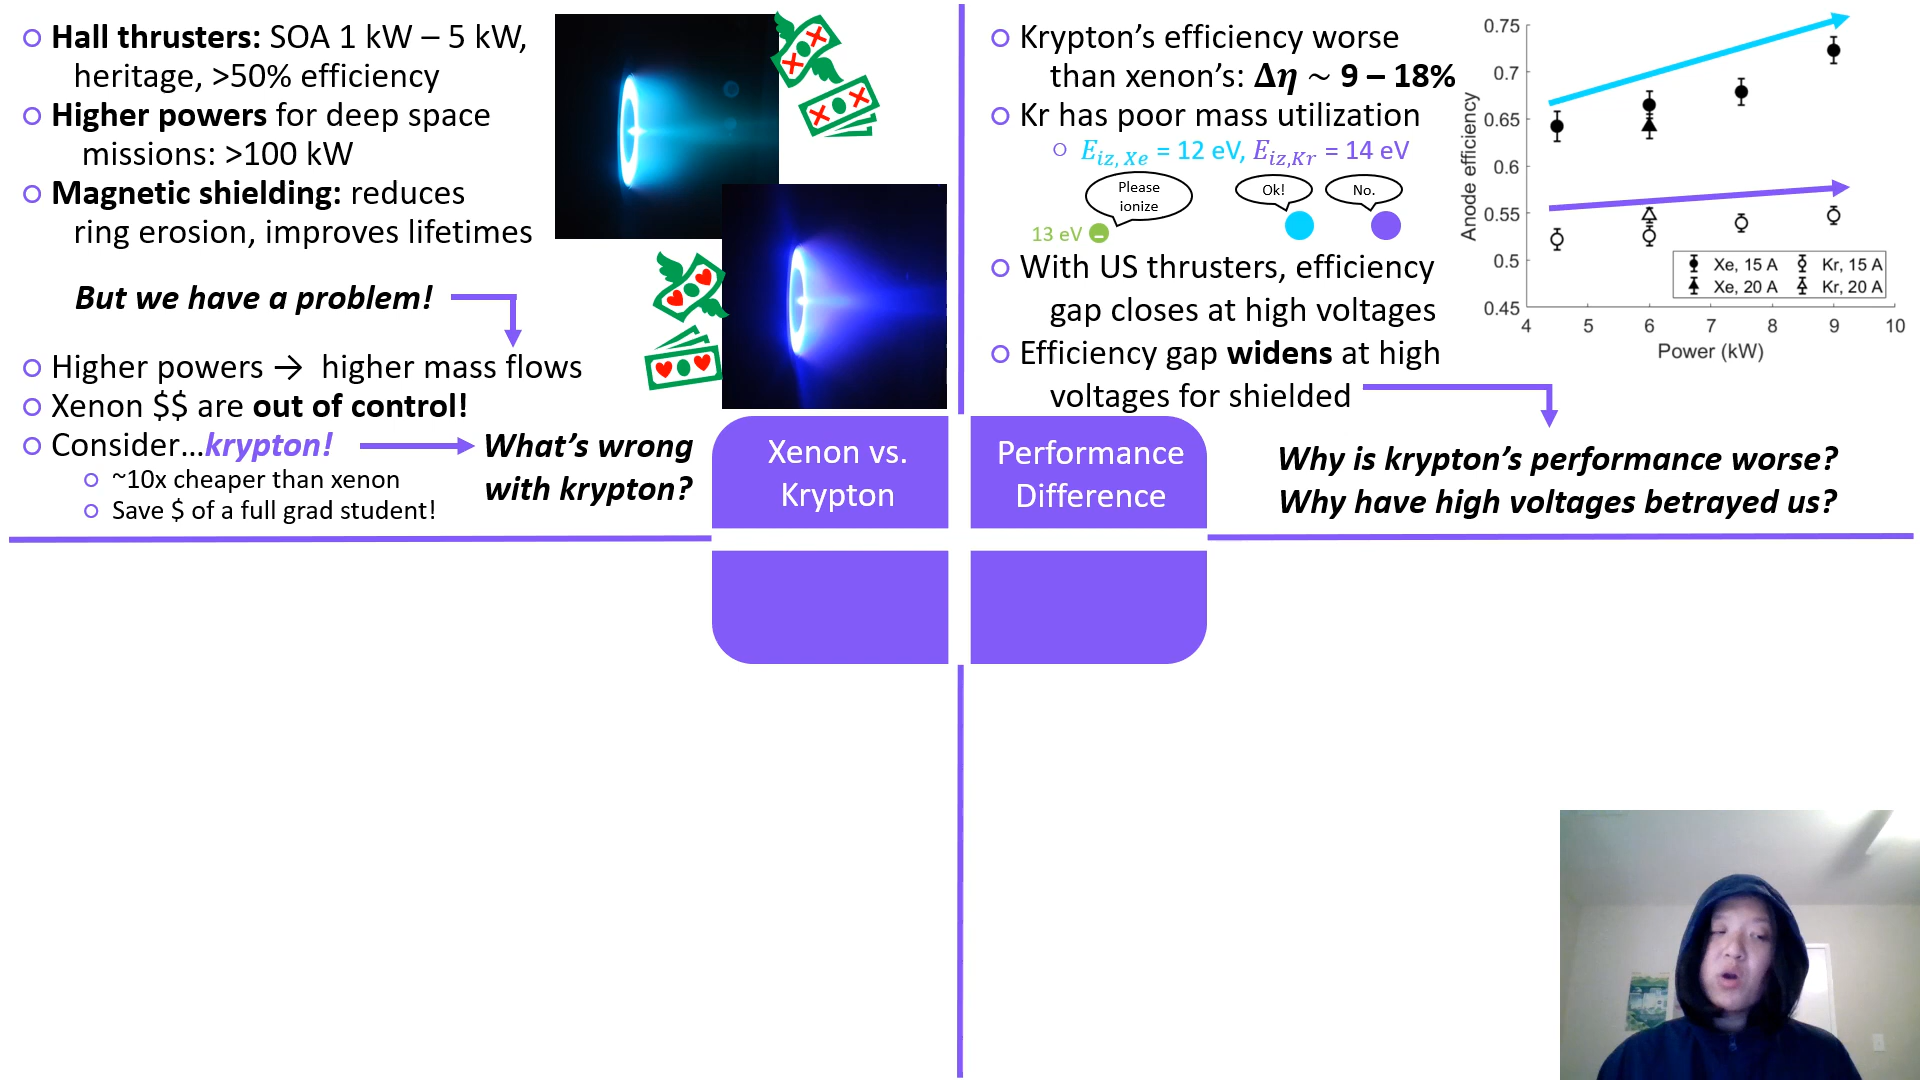 Hall thrusters: SOA 1 kW – 5 kW,
heritage, >50% efficiency
Higher powers for deep space
missions: >100 kW
Magnetic shielding: reduces
ring erosion, improves lifetimes
But we have a problem!
Higher powers → higher mass flows
Xenon $$ are out of control!
Consider...krypton!
~10x cheaper than xenon
Save $ of a full grad student!
What's wrong
with krypton?
Xenon vs.
Krypton
Performance
Difference
Krypton's efficiency worse
than xenon's: Δη ~ 9 – 18%
Kr has poor mass utilization
E_{iz, Xe} = 12 eV, E_{iz,Kr} = 14 eV
Please
ionize
Ok!
No.
13 eV
With US thrusters, efficiency
gap closes at high voltages
Efficiency gap widens at high
voltages for shielded
Why is krypton's performance worse?
Why have high voltages betrayed us?
Anode efficiency
0.75
0.7
0.65
0.6
0.55
0.5
0.45
4 5 6 7 8 9 10
Power (kW)
Xe, 15 A Kr, 15 A
Xe, 20 A Kr, 20 A